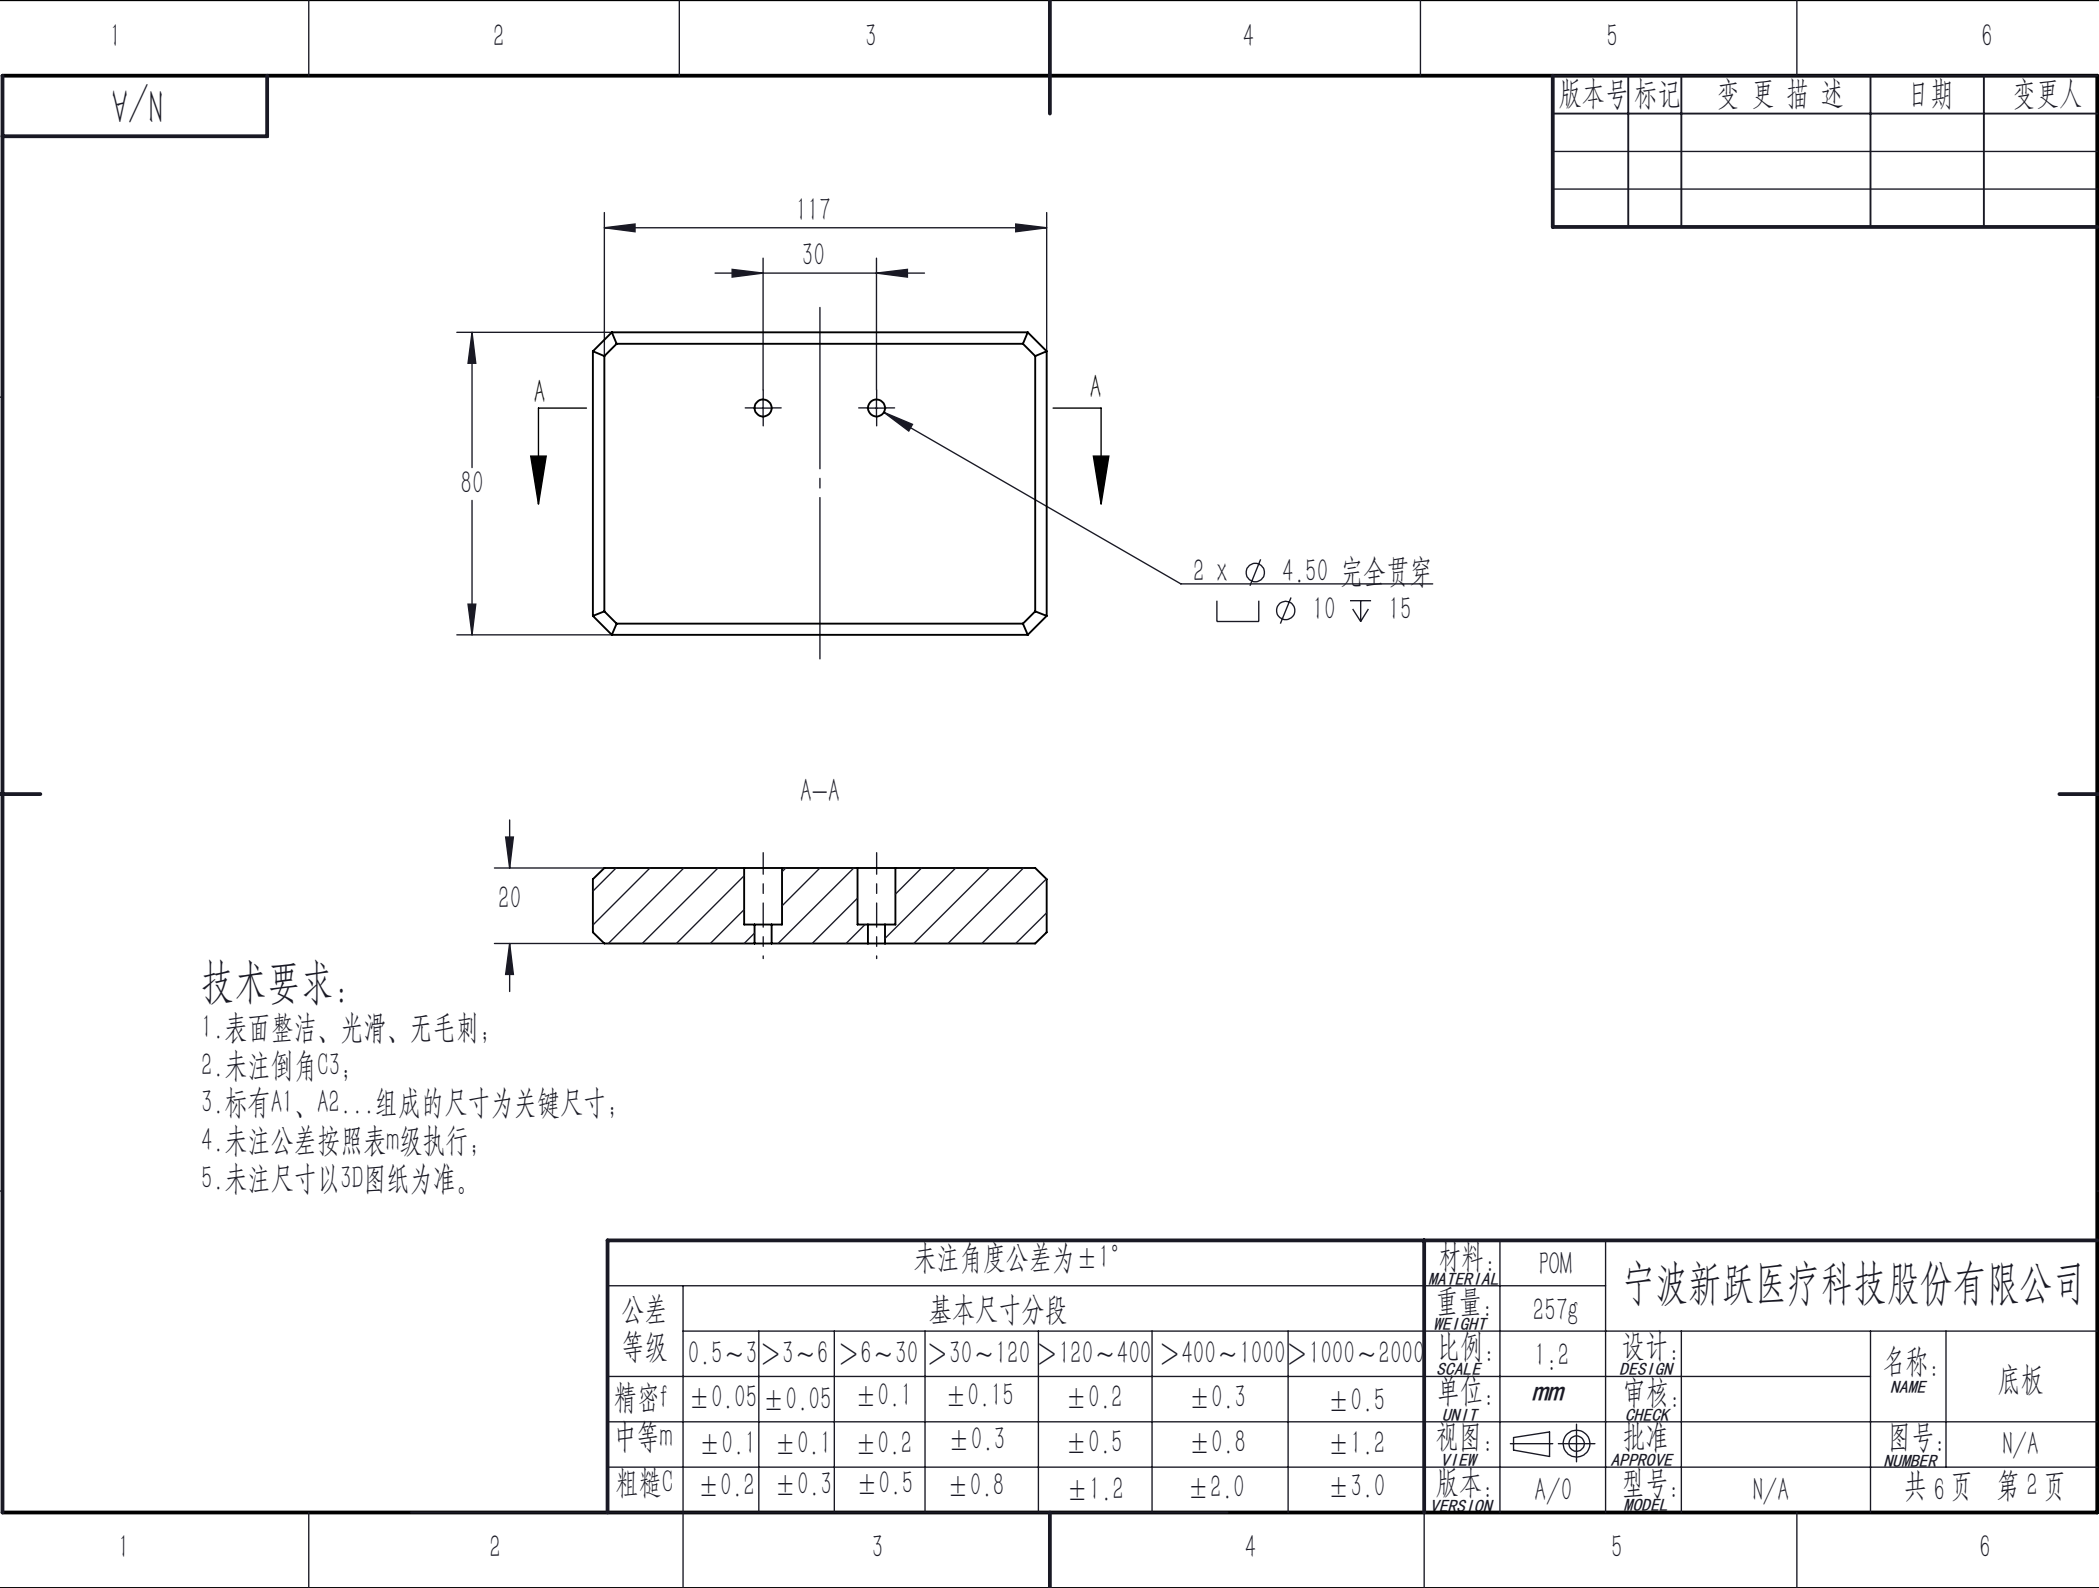 1 2 3 4 5 6
N/A
版本号 标记 变更描述 日期 变更人
117
30
A A
80
2 x ∅ 4.50 完全贯穿
⌴ ∅ 10 ↧ 15
A—A
20
技术要求:
1.表面整洁、光滑、无毛刺;
2.未注倒角C3;
3.标有A1、A2...组成的尺寸为关键尺寸;
4.未注公差按照表m级执行;
5.未注尺寸以3D图纸为准。
未注角度公差为±1°
公差等级 基本尺寸分段
0.5~3 >3~6 >6~30 >30~120 >120~400 >400~1000 >1000~2000
精密f ±0.05 ±0.05 ±0.1 ±0.15 ±0.2 ±0.3 ±0.5
中等m ±0.1 ±0.1 ±0.2 ±0.3 ±0.5 ±0.8 ±1.2
粗糙C ±0.2 ±0.3 ±0.5 ±0.8 ±1.2 ±2.0 ±3.0
材料: MATERIAL POM
重量: WEIGHT 257g
比例: SCALE 1:2
单位: UNIT mm
视图: VIEW
版本: VERSION A/0
宁波新跃医疗科技股份有限公司
设计: DESIGN
审核: CHECK
批准 APPROVE
型号: MODEL N/A
名称: NAME 底板
图号: NUMBER N/A
共6页 第2页
1 2 3 4 5 6